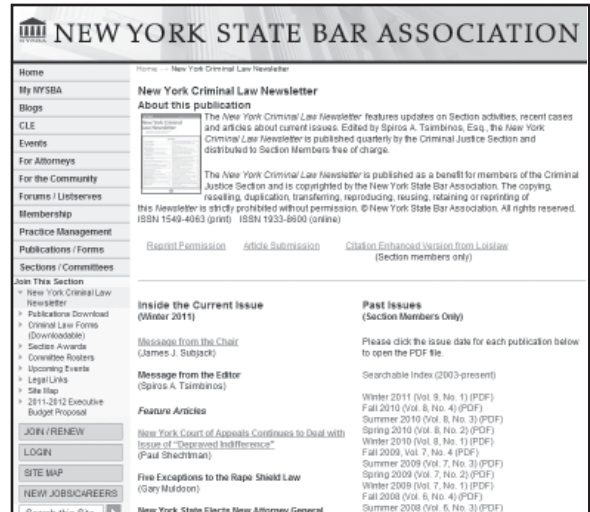 NYSBA
NEW YORK STATE BAR ASSOCIATION
Home
My NYSBA
Blogs
CLE
Events
For Attorneys
For the Community
Forums / Listserves
Membership
Practice Management
Publications / Forms
Sections / Committees
Join This Section
New York Criminal Law
Newsletter
Publications Download
Criminal Law Forms
(Downloadable)
Section Awards
Committee Rosters
Upcoming Events
Legal Links
Site Map
2011-2012 Executive
Budget Proposal
JOIN / RENEW
LOGIN
SITE MAP
NEW! JOBS/CAREERS
Search this Site
Home → New York Criminal Law Newsletter
New York Criminal Law Newsletter
About this publication
The New York Criminal Law Newsletter features updates on Section activities, recent cases
and articles about current issues. Edited by Spiros A. Tsimbinos, Esq., the New York
Criminal Law Newsletter is published quarterly by the Criminal Justice Section and
distributed to Section Members free of charge.
The New York Criminal Law Newsletter is published as a benefit for members of the Criminal
Justice Section and is copyrighted by the New York State Bar Association. The copying,
reselling, duplication, transferring, reproducing, reusing, retaining or reprinting of
this Newsletter is strictly prohibited without permission. © New York State Bar Association. All rights reserved.
ISSN 1549-4063 (print) ISSN 1933-8600 (online)
Reprint Permission Article Submission Citation Enhanced Version from Loislaw
(Section members only)
Inside the Current Issue
(Winter 2011)
Message from the Chair
(James J. Subjack)
Message from the Editor
(Spiros A. Tsimbinos)
Feature Articles
New York Court of Appeals Continues to Deal with
Issue of "Depraved Indifference"
(Paul Shechtman)
Five Exceptions to the Rape Shield Law
(Gary Muldoon)
New York State Elects New Attorney General
Past Issues
(Section Members Only)
Please click the issue date for each publication below
to open the PDF file.
Searchable Index (2003-present)
Winter 2011 (Vol. 9, No. 1) (PDF)
Fall 2010 (Vol. 8, No. 4) (PDF)
Summer 2010 (Vol. 8, No. 3) (PDF)
Spring 2010 (Vol. 8, No. 2) (PDF)
Winter 2010 (Vol. 8, No. 1) (PDF)
Fall 2009, Vol. 7, No. 4 (PDF)
Summer 2009 (Vol. 7, No. 3) (PDF)
Spring 2009 (Vol. 7, No. 2) (PDF)
Winter 2009 (Vol. 7, No. 1) (PDF)
Fall 2008 (Vol. 6, No. 4) (PDF)
Summer 2008 (Vol. 6, No. 3) (PDF)